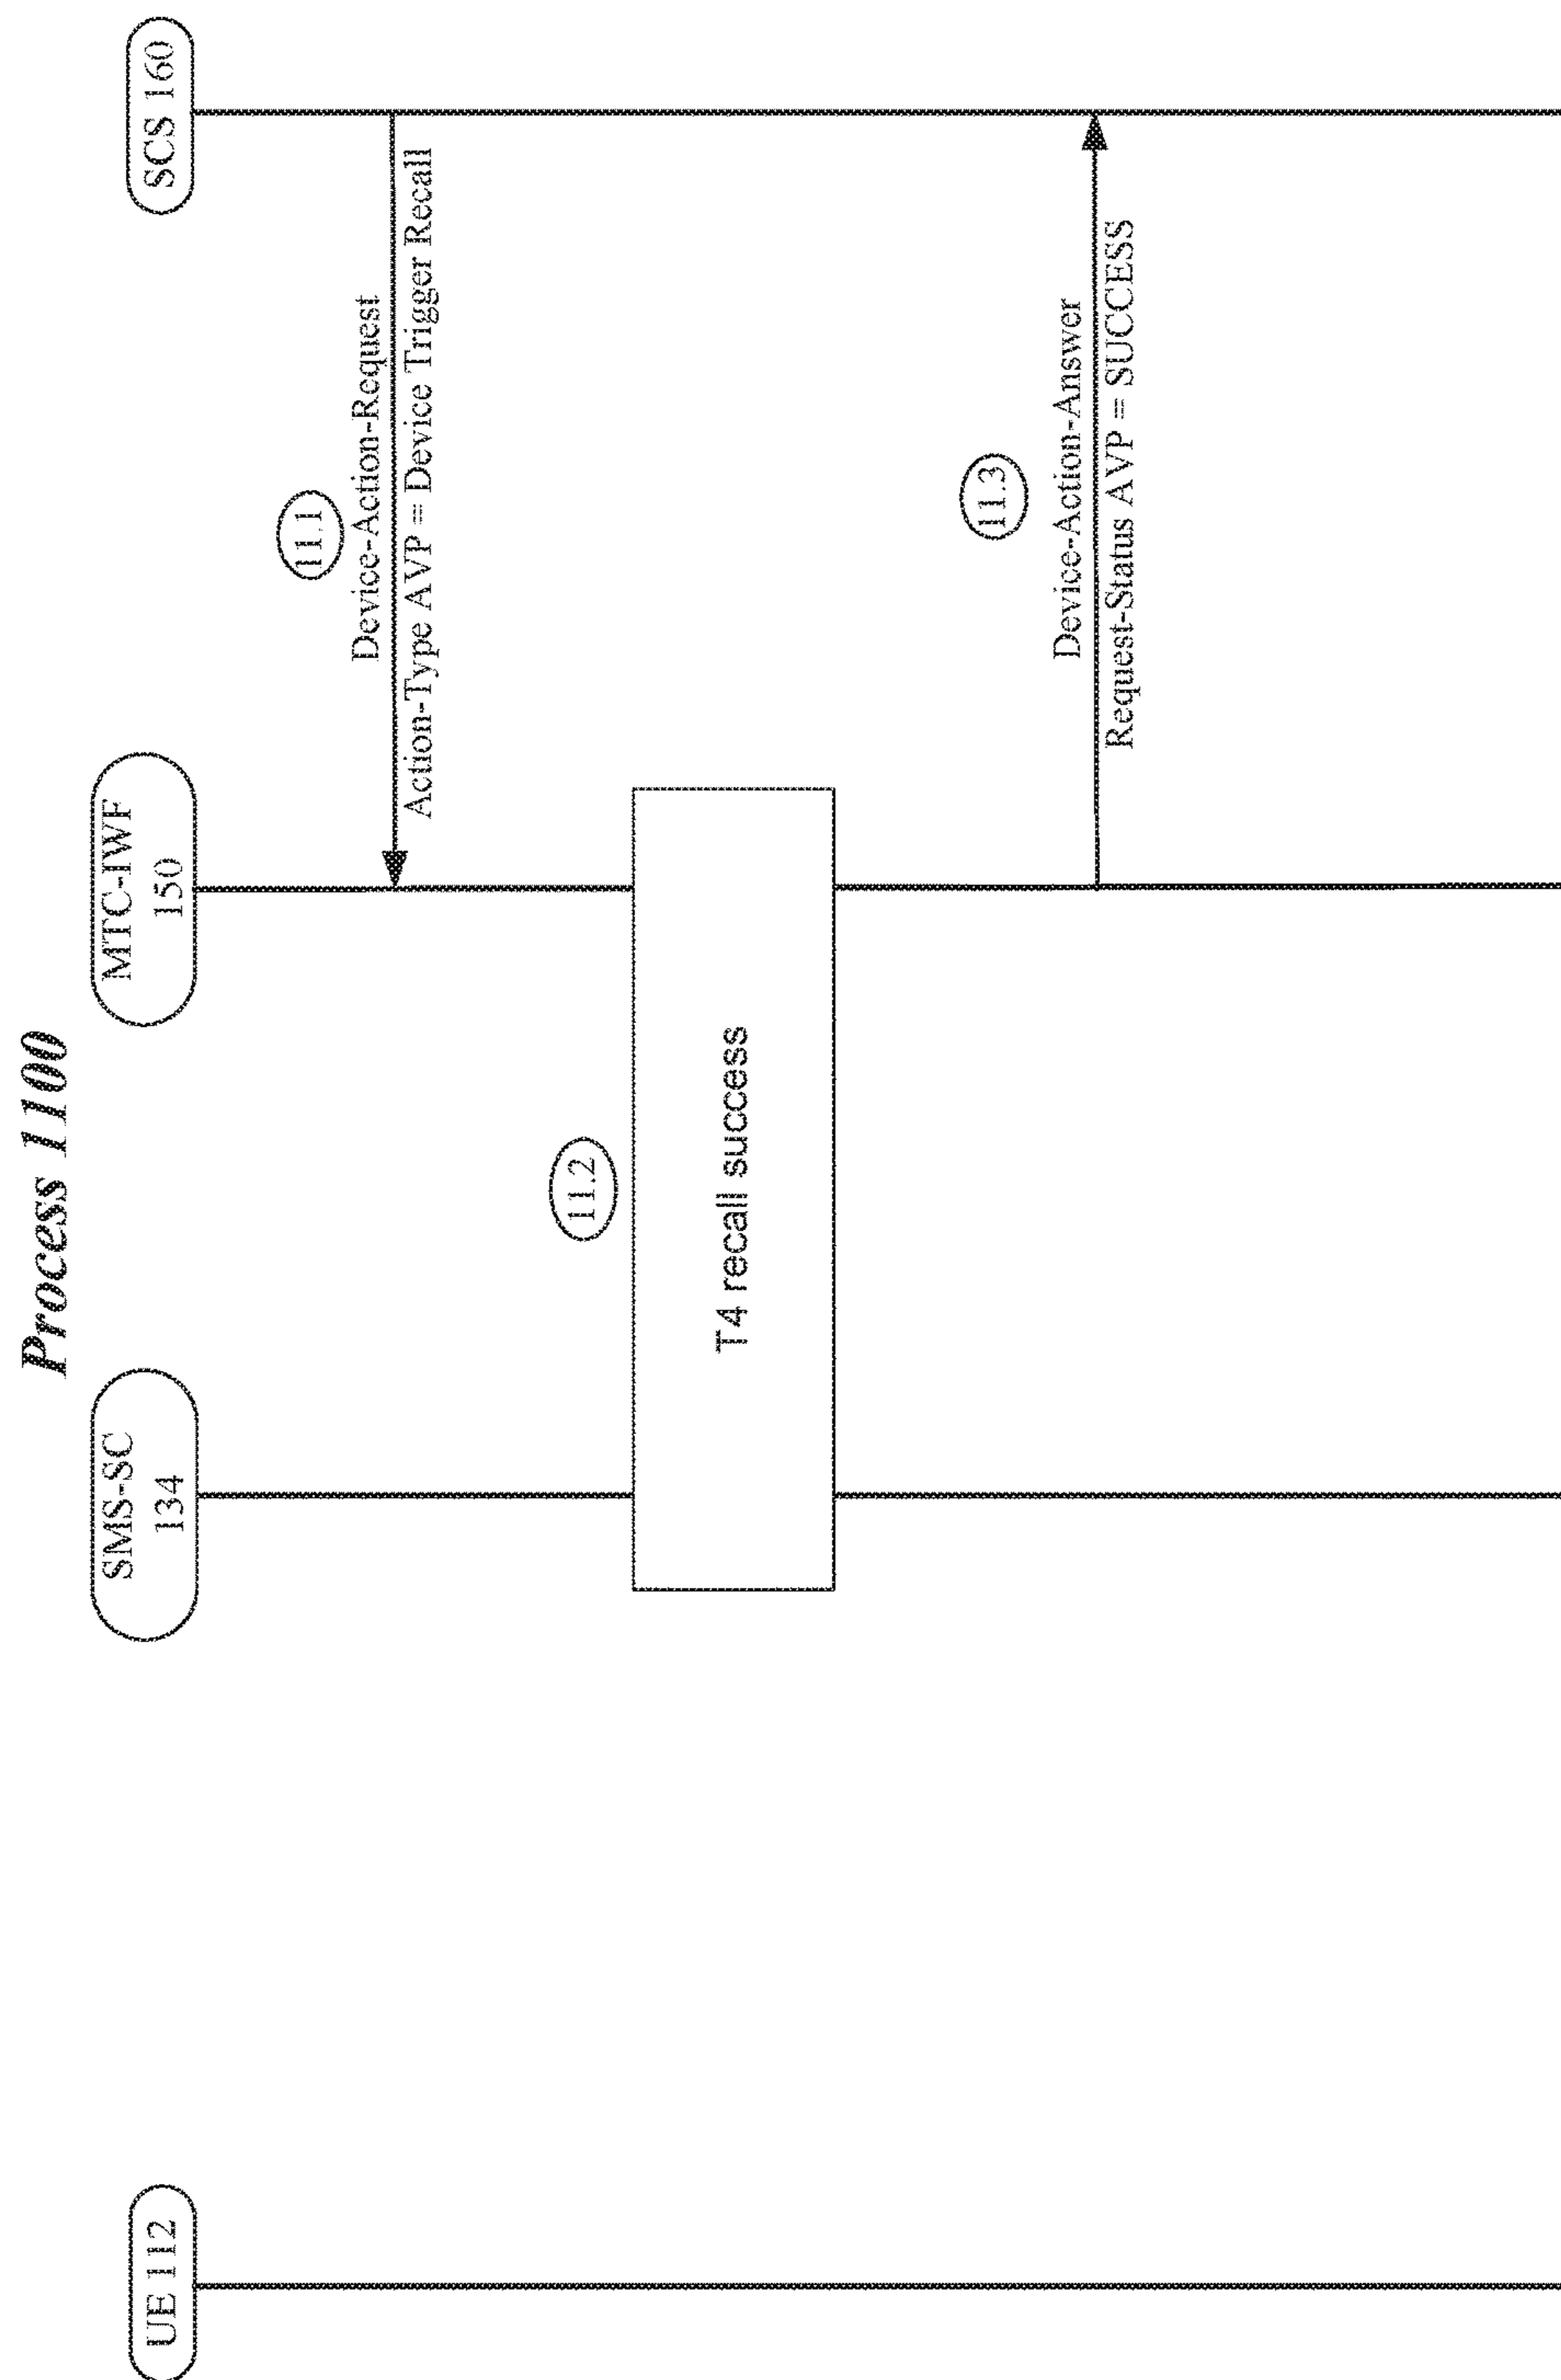 Process 1100
UE 112
SMS-SC
134
MTC-IWF
150
SCS 160
11.1
Device-Action-Request
Action-Type AVP = Device Trigger Recall
11.2
T4 recall success
11.3
Device-Action-Answer
Request-Status AVP = SUCCESS